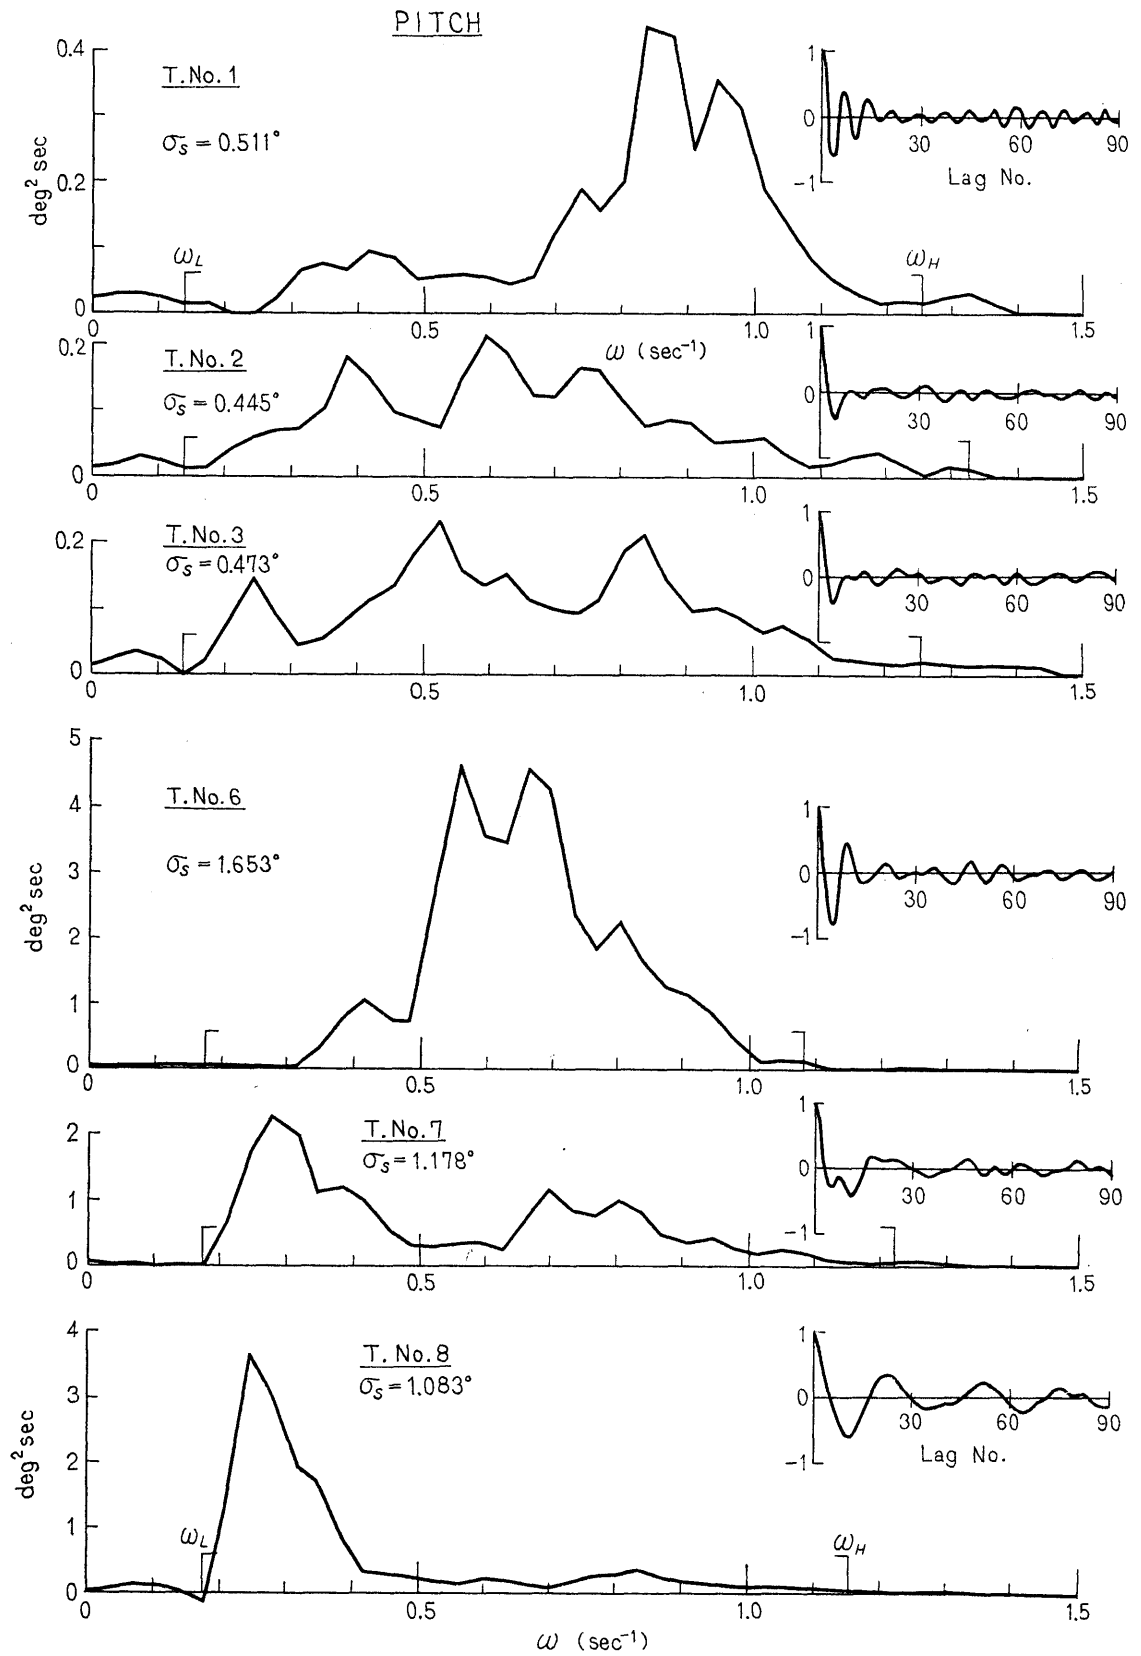 PITCH
0.4
0.2
0
deg² sec
T.No.1
σs = 0.511°
ωL
ωH
0 0.5 1.0 1.5
ω (sec⁻¹)
1
0
-1
30 60 90
Lag No.
0.2
0
T.No.2
σs = 0.445°
0 0.5 1.0 1.5
1
0
30 60 90
0.2
0
T.No.3
σs = 0.473°
0 0.5 1.0 1.5
1
0
30 60 90
5
4
3
2
1
0
deg² sec
T.No.6
σs = 1.653°
0 0.5 1.0 1.5
1
0
-1
30 60 90
2
1
0
T.No.7
σs = 1.178°
0 0.5 1.0 1.5
1
0
-1
30 60 90
4
3
2
1
0
deg² sec
T. No.8
σs = 1.083°
ωL
ωH
0 0.5 1.0 1.5
ω (sec⁻¹)
1
0
-1
30 60 90
Lag No.